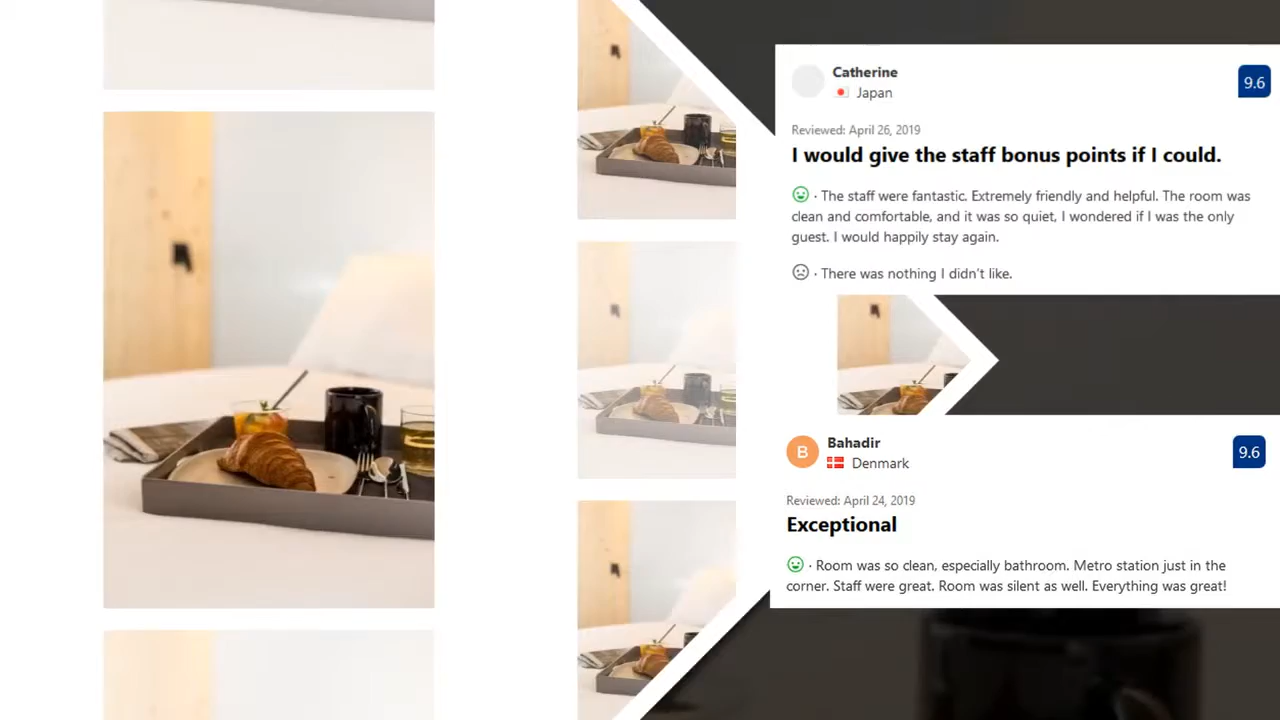 Catherine
Japan
9.6
Reviewed: April 26, 2019
I would give the staff bonus points if I could.
· The staff were fantastic. Extremely friendly and helpful. The room was
clean and comfortable, and it was so quiet, I wondered if I was the only
guest. I would happily stay again.
· There was nothing I didn't like.
B
Bahadir
Denmark
9.6
Reviewed: April 24, 2019
Exceptional
· Room was so clean, especially bathroom. Metro station just in the
corner. Staff were great. Room was silent as well. Everything was great!